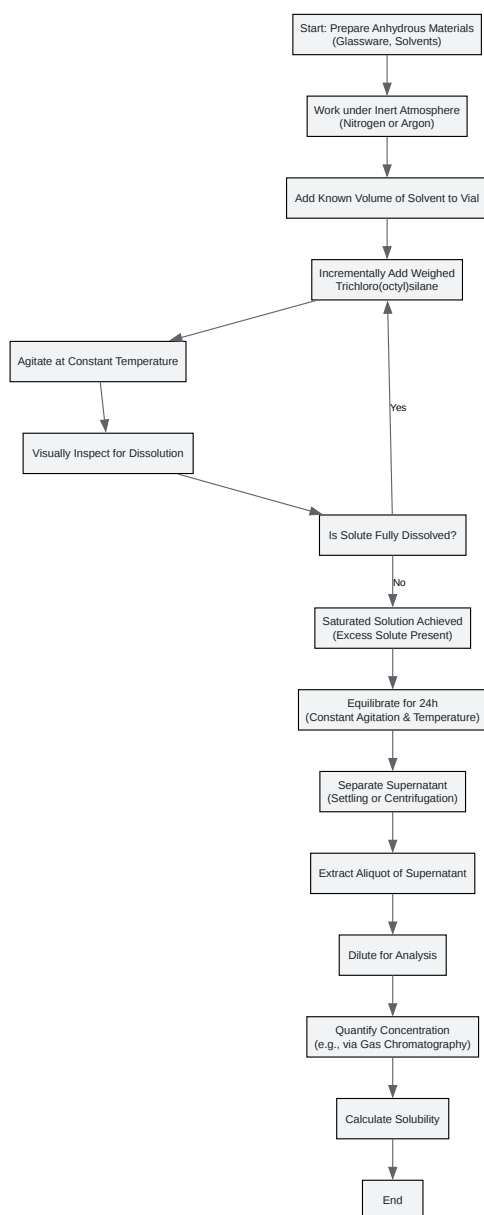 Start: Prepare Anhydrous Materials
(Glassware, Solvents)
Work under Inert Atmosphere
(Nitrogen or Argon)
Add Known Volume of Solvent to Vial
Incrementally Add Weighed
Trichloro(octyl)silane
Agitate at Constant Temperature
Yes
Visually Inspect for Dissolution
Is Solute Fully Dissolved?
No
Saturated Solution Achieved
(Excess Solute Present)
Equilibrate for 24h
(Constant Agitation & Temperature)
Separate Supernatant
(Settling or Centrifugation)
Extract Aliquot of Supernatant
Dilute for Analysis
Quantify Concentration
(e.g., via Gas Chromatography)
Calculate Solubility
End